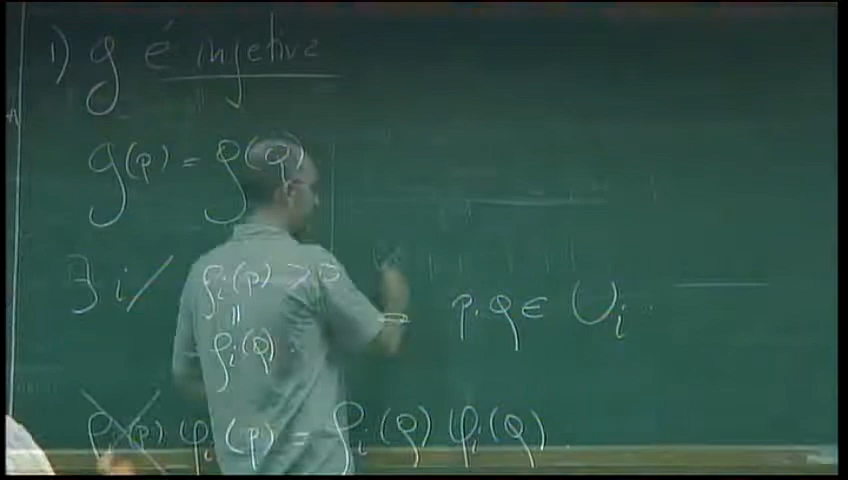 1) g é injetiva
g(p) = g(q)
∃ i / ρi(p) > 0 ⇒ p, q ∈ Ui
||
ρi(q).
ρi(p) φi(p) = ρi(q) φi(q).